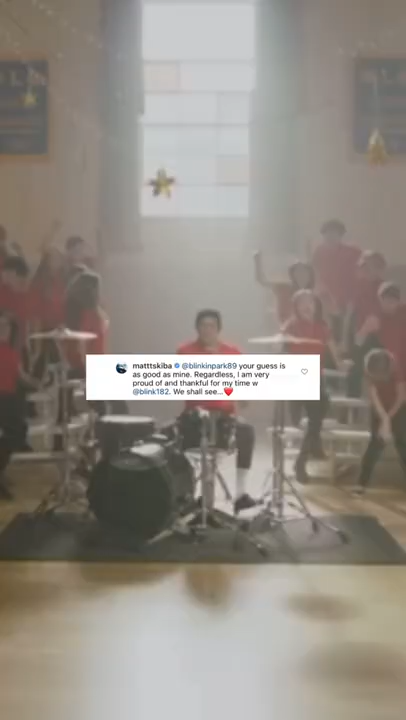 matttskiba @blinkinpark89 your guess is
as good as mine. Regardless, I am very
proud of and thankful for my time w
@blink182. We shall see...❤️